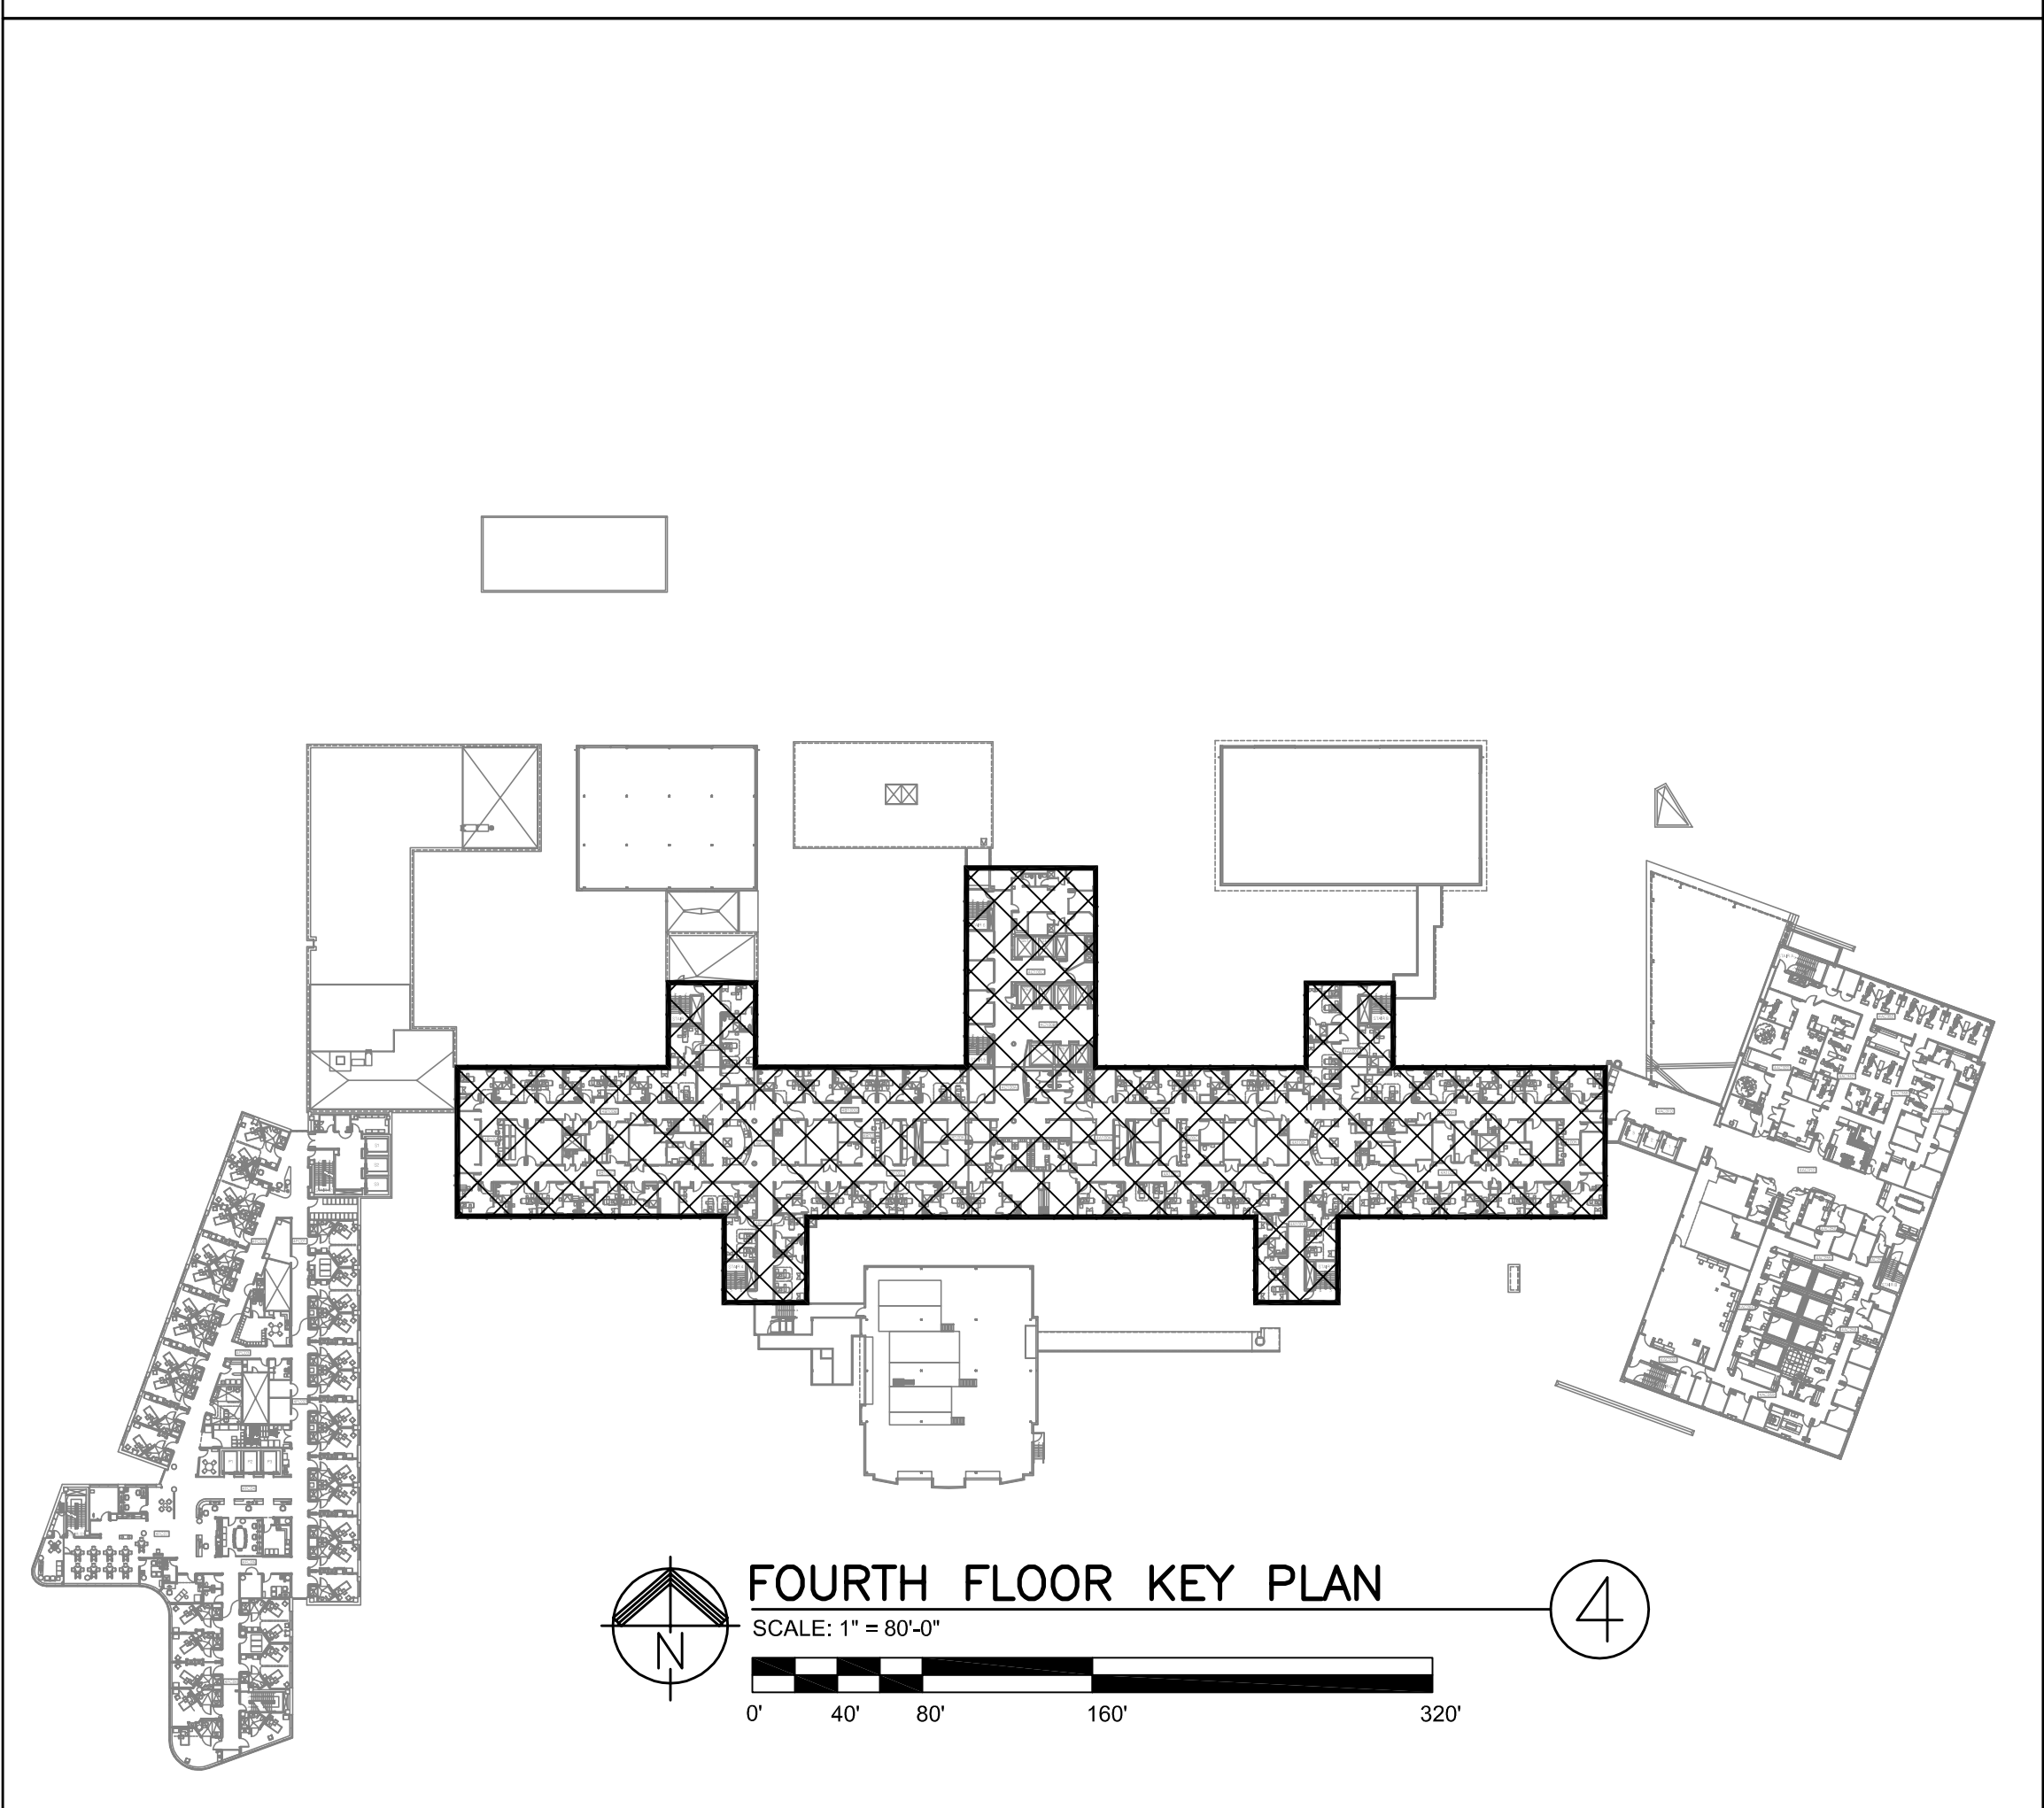 FOURTH FLOOR KEY PLAN
4
SCALE: 1" = 80'-0"
N
0' 40' 80' 160' 320'